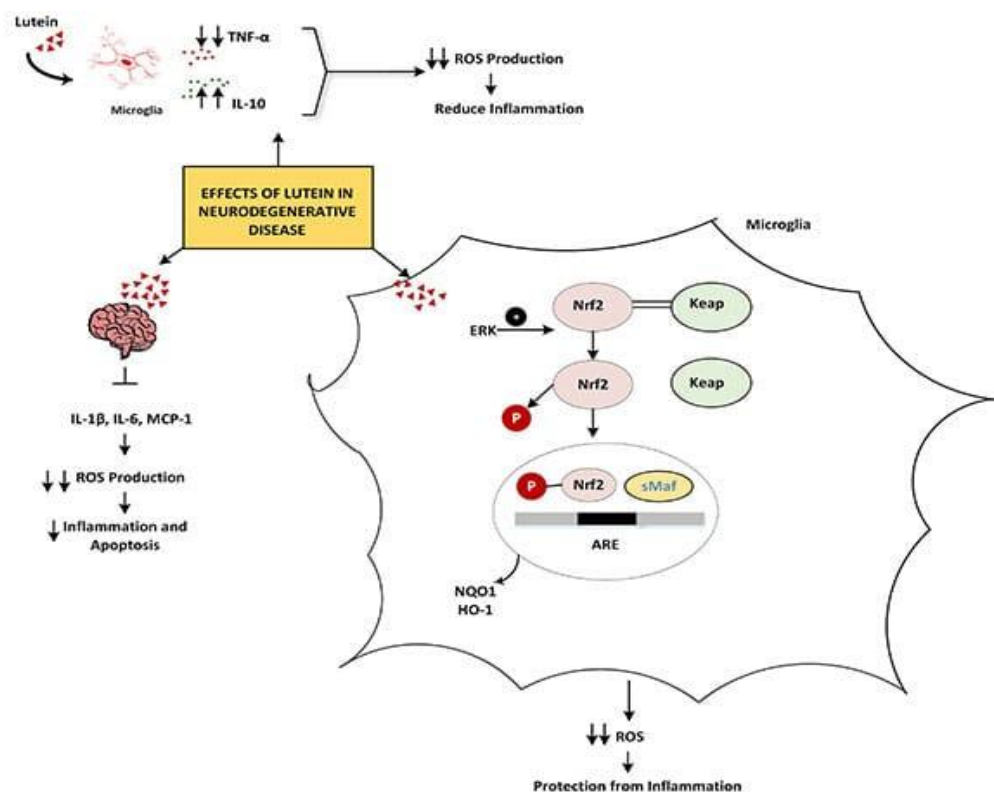 Lutein
TNF-α
IL-10
Microglia
ROS Production
Reduce Inflammation
EFFECTS OF LUTEIN IN
NEURODEGENERATIVE
DISEASE
IL-1β, IL-6, MCP-1
ROS Production
Inflammation and
Apoptosis
Microglia
Nrf2
Keap
ERK
+
Nrf2
Keap
P
P
Nrf2
sMaf
ARE
NQO1
HO-1
ROS
Protection from Inflammation